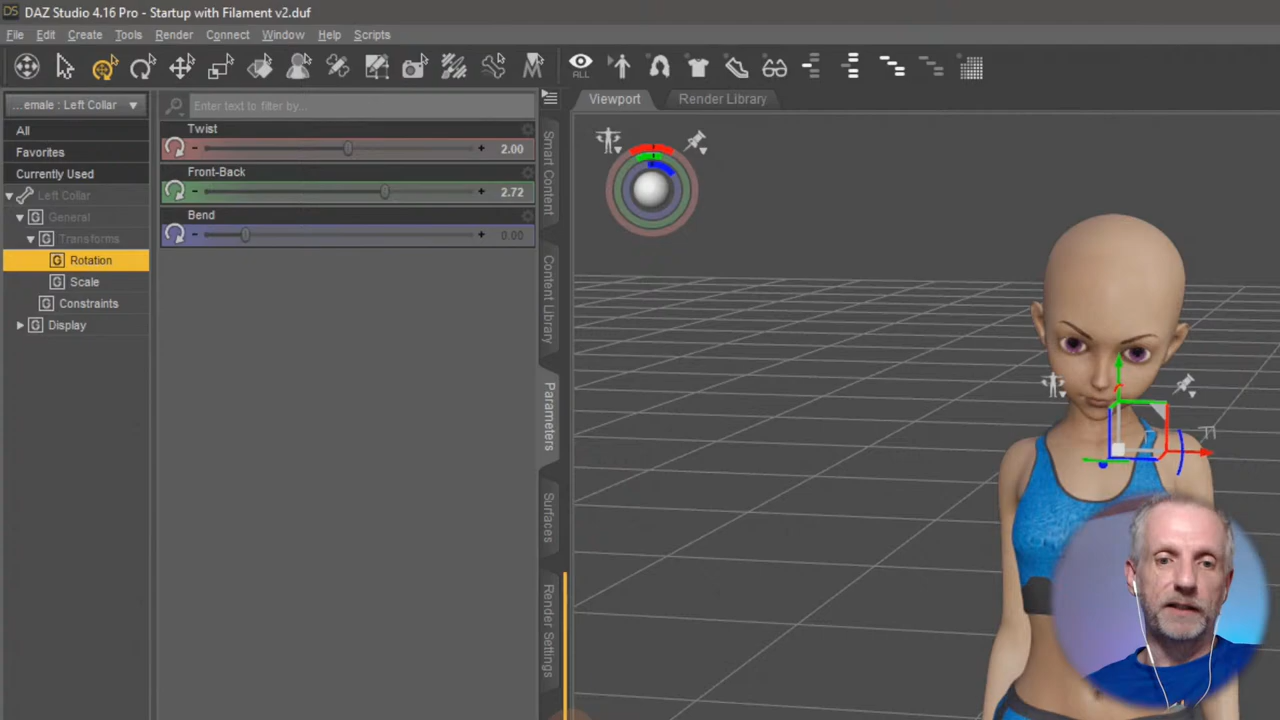 DS DAZ Studio 4.16 Pro - Startup with Filament v2.duf
File Edit Create Tools Render Connect Window Help Scripts
ALL
...emale : Left Collar
Enter text to filter by...
Viewport
Render Library
All
Favorites
Currently Used
Left Collar
G General
G Transforms
G Rotation
G Scale
G Constraints
G Display
Twist
- + 2.00
Front-Back
- + 2.72
Bend
- + 0.00
Smart Content
Content Library
Parameters
Surfaces
Render Settings